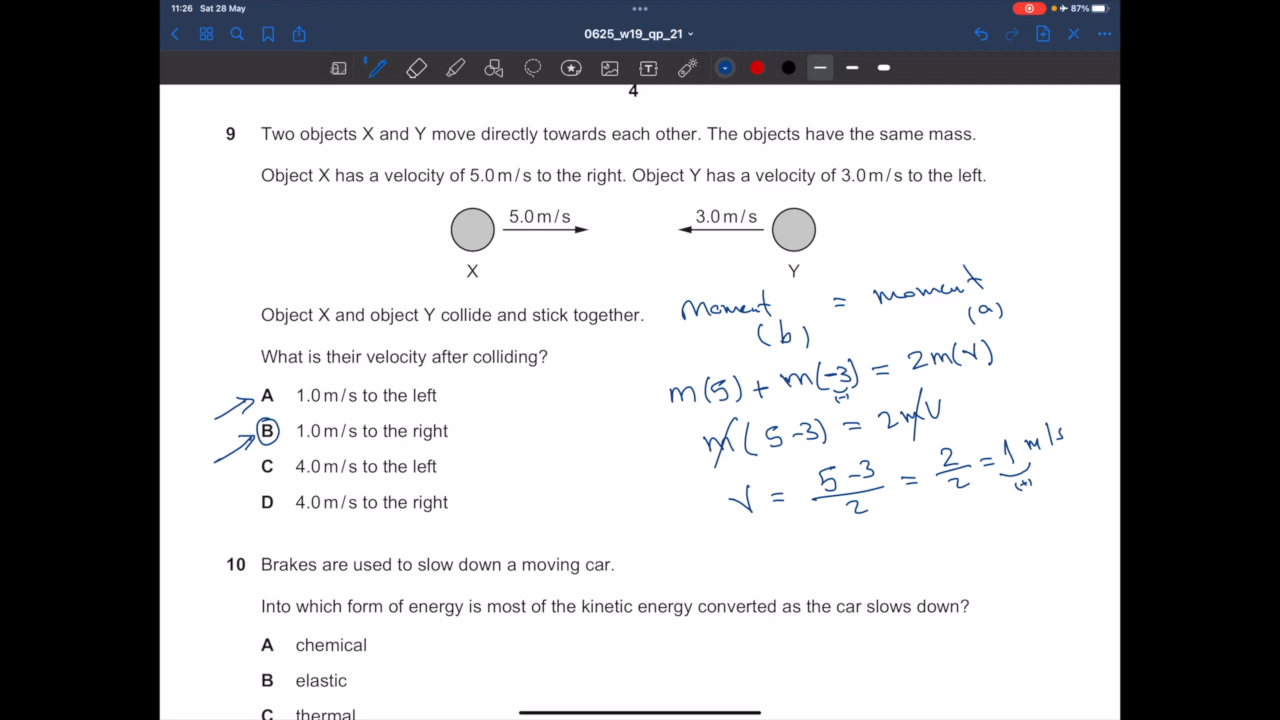 11:26 Sat 28 May
87%
0625_w19_qp_21
4
9 Two objects X and Y move directly towards each other. The objects have the same mass.
Object X has a velocity of 5.0 m / s to the right. Object Y has a velocity of 3.0 m / s to the left.
5.0 m / s 3.0 m / s
X Y
Moment = moment
(b) (a)
Object X and object Y collide and stick together.
What is their velocity after colliding?
m(5) + m(-3) = 2m(v)
(-)
A 1.0 m / s to the left
B 1.0 m / s to the right
m(5-3) = 2mv
C 4.0 m / s to the left
D 4.0 m / s to the right
v = 5-3/2 = 2/2 = 1 m/s
(+)
10 Brakes are used to slow down a moving car.
Into which form of energy is most of the kinetic energy converted as the car slows down?
A chemical
B elastic
C thermal